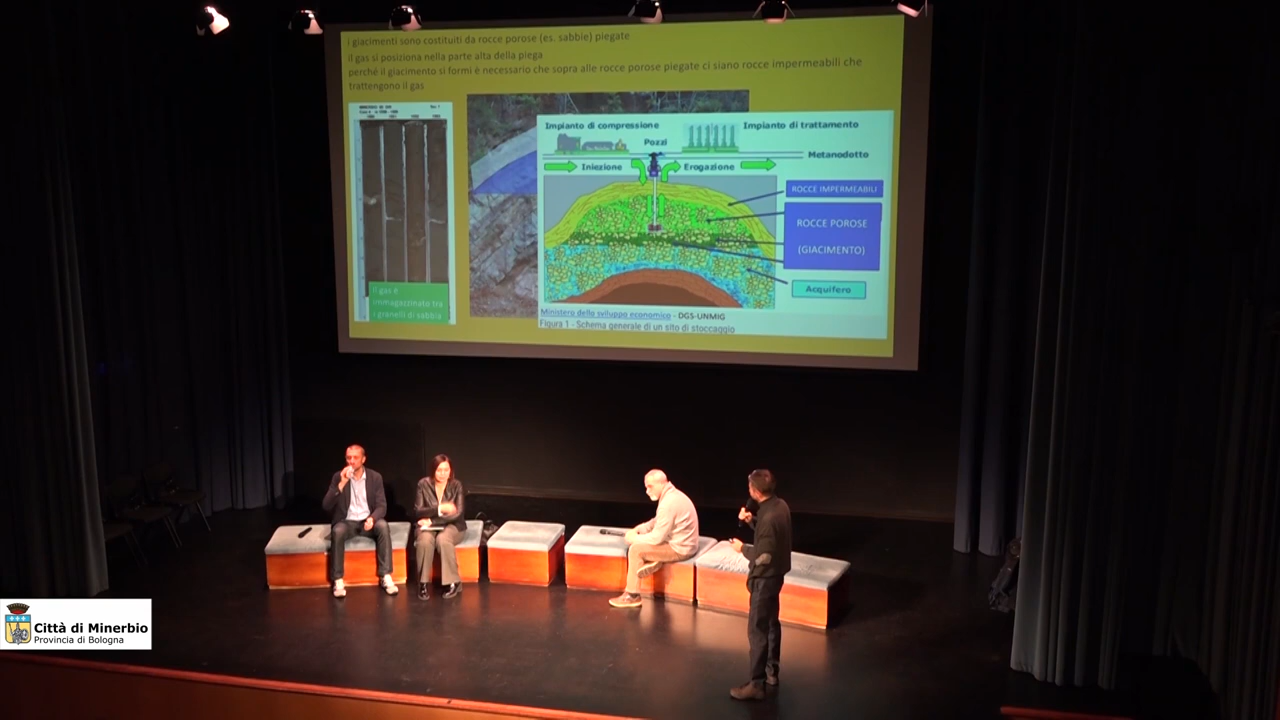 i giacimenti sono costituiti da rocce porose (es. sabbie) piegate
il gas si posiziona nella parte alta della piega
perché il giacimento si formi è necessario che sopra alle rocce porose piegate ci siano rocce impermeabili che
trattengono il gas
Impianto di compressione
Impianto di trattamento
Pozzi
Metanodotto
Iniezione
Erogazione
ROCCE IMPERMEABILI
ROCCE POROSE
(GIACIMENTO)
Acquifero
Il gas è
immagazzinato tra
i granelli di sabbia
Ministero dello sviluppo economico - DGS-UNMIG
Figura 1 - Schema generale di un sito di stoccaggio
Città di Minerbio
Provincia di Bologna